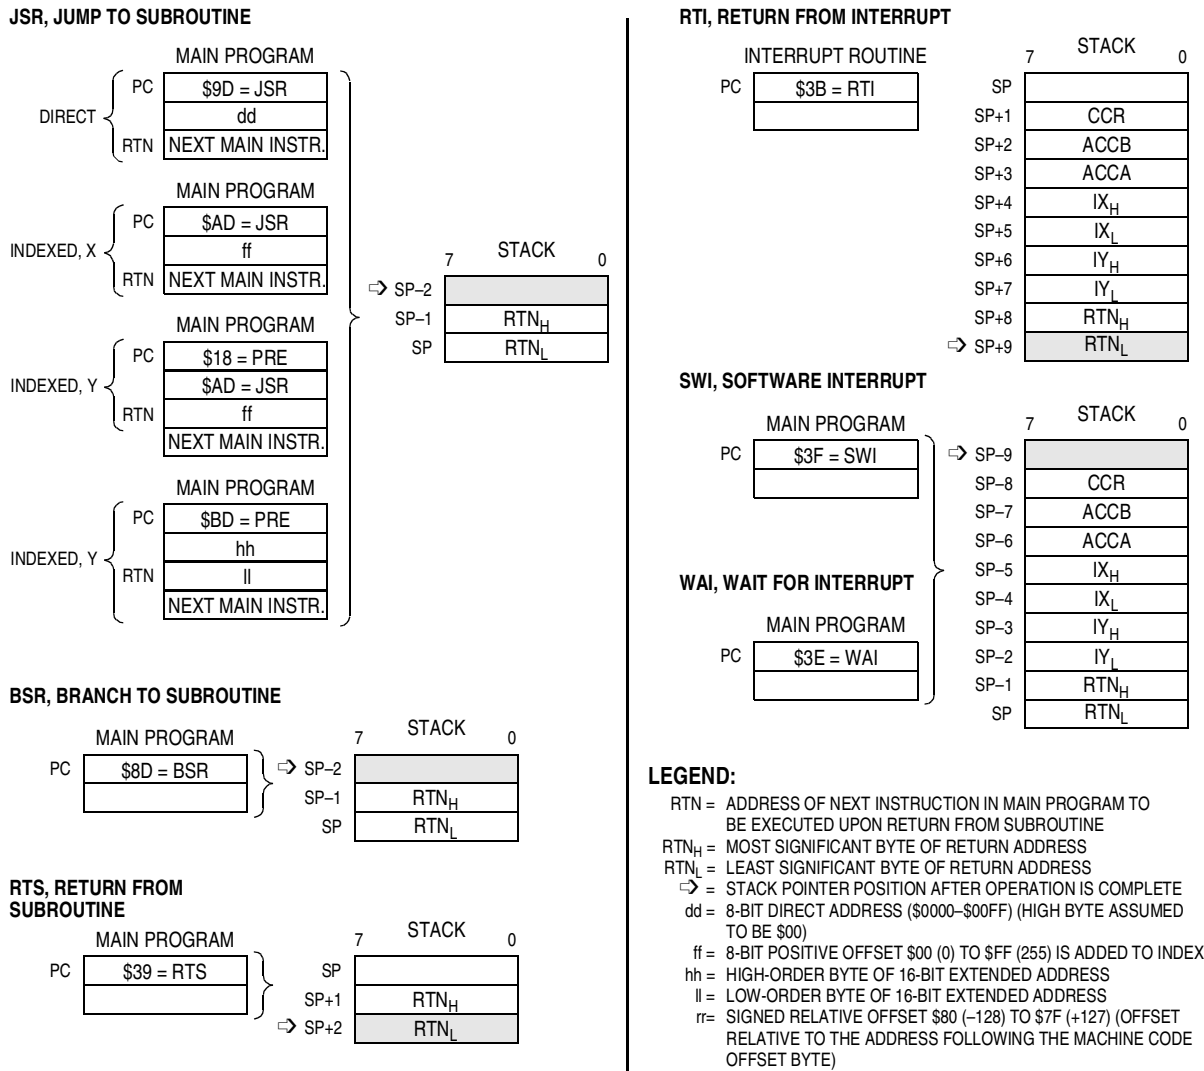 JSR, JUMP TO SUBROUTINE
MAIN PROGRAM
DIRECT
PC $9D = JSR
dd
RTN NEXT MAIN INSTR.
MAIN PROGRAM
INDEXED, X
PC $AD = JSR
ff
RTN NEXT MAIN INSTR.
MAIN PROGRAM
INDEXED, Y
PC $18 = PRE
$AD = JSR
RTN ff
NEXT MAIN INSTR.
MAIN PROGRAM
INDEXED, Y
PC $BD = PRE
hh
RTN ll
NEXT MAIN INSTR.
7 STACK 0
➩ SP–2
SP–1 RTNH
SP RTNL
BSR, BRANCH TO SUBROUTINE
MAIN PROGRAM
PC $8D = BSR
7 STACK 0
➩ SP–2
SP–1 RTNH
SP RTNL
RTS, RETURN FROM
SUBROUTINE
MAIN PROGRAM
PC $39 = RTS
7 STACK 0
SP
SP+1 RTNH
➩ SP+2 RTNL
RTI, RETURN FROM INTERRUPT
INTERRUPT ROUTINE
PC $3B = RTI
7 STACK 0
SP
SP+1 CCR
SP+2 ACCB
SP+3 ACCA
SP+4 IXH
SP+5 IXL
SP+6 IYH
SP+7 IYL
SP+8 RTNH
➩ SP+9 RTNL
SWI, SOFTWARE INTERRUPT
MAIN PROGRAM
PC $3F = SWI
WAI, WAIT FOR INTERRUPT
MAIN PROGRAM
PC $3E = WAI
7 STACK 0
➩ SP–9
SP–8 CCR
SP–7 ACCB
SP–6 ACCA
SP–5 IXH
SP–4 IXL
SP–3 IYH
SP–2 IYL
SP–1 RTNH
SP RTNL
LEGEND:
RTN = ADDRESS OF NEXT INSTRUCTION IN MAIN PROGRAM TO
BE EXECUTED UPON RETURN FROM SUBROUTINE
RTNH = MOST SIGNIFICANT BYTE OF RETURN ADDRESS
RTNL = LEAST SIGNIFICANT BYTE OF RETURN ADDRESS
➩ = STACK POINTER POSITION AFTER OPERATION IS COMPLETE
dd = 8-BIT DIRECT ADDRESS ($0000–$00FF) (HIGH BYTE ASSUMED
TO BE $00)
ff = 8-BIT POSITIVE OFFSET $00 (0) TO $FF (255) IS ADDED TO INDEX
hh = HIGH-ORDER BYTE OF 16-BIT EXTENDED ADDRESS
ll = LOW-ORDER BYTE OF 16-BIT EXTENDED ADDRESS
rr= SIGNED RELATIVE OFFSET $80 (–128) TO $7F (+127) (OFFSET
RELATIVE TO THE ADDRESS FOLLOWING THE MACHINE CODE
OFFSET BYTE)